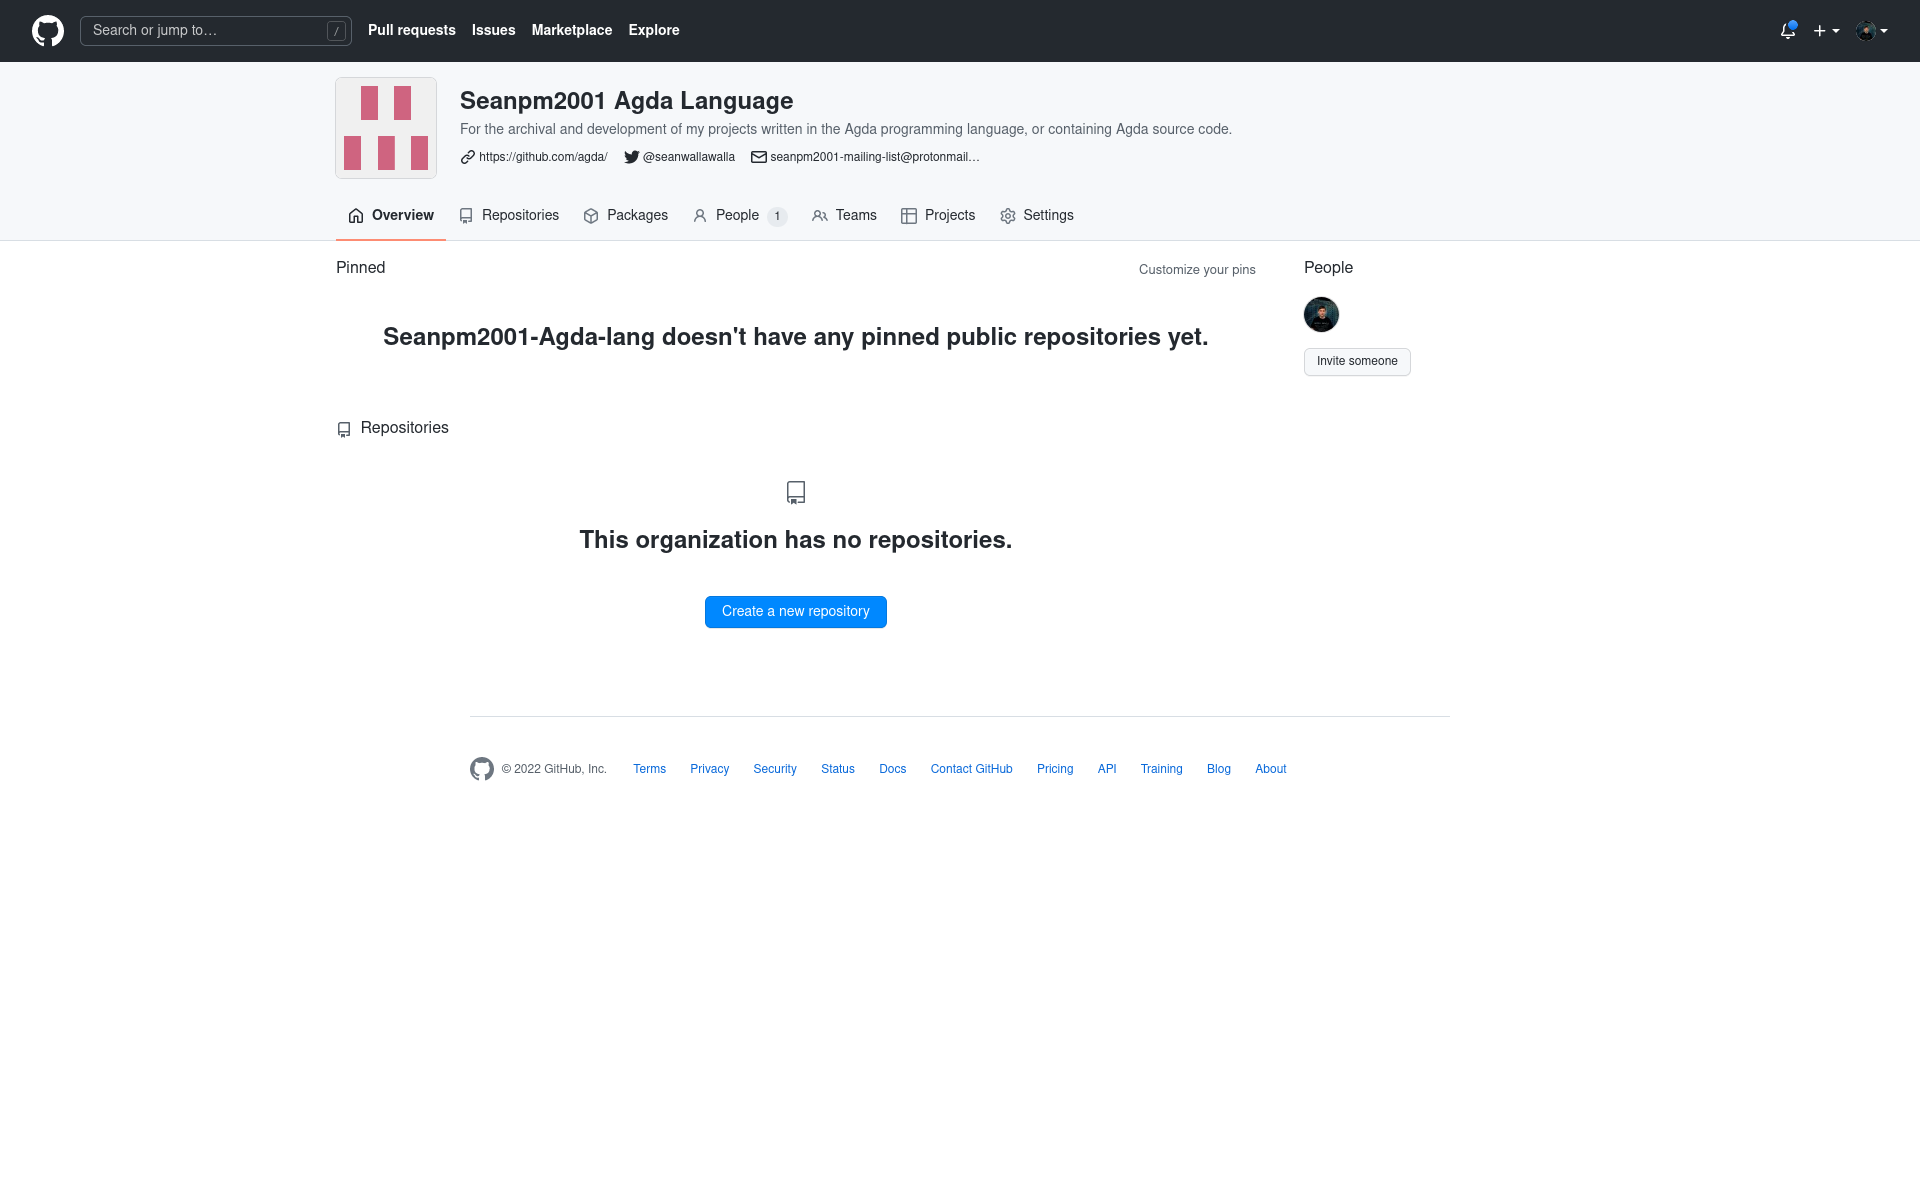 Search or jump to… /
Pull requests Issues Marketplace Explore
Seanpm2001 Agda Language
For the archival and development of my projects written in the Agda programming language, or containing Agda source code.
https://github.com/agda/ @seanwallawalla seanpm2001-mailing-list@protonmail…
Overview Repositories Packages People 1 Teams Projects Settings
Pinned Customize your pins
Seanpm2001-Agda-lang doesn't have any pinned public repositories yet.
People
Invite someone
Repositories
This organization has no repositories.
Create a new repository
© 2022 GitHub, Inc. Terms Privacy Security Status Docs Contact GitHub Pricing API Training Blog About